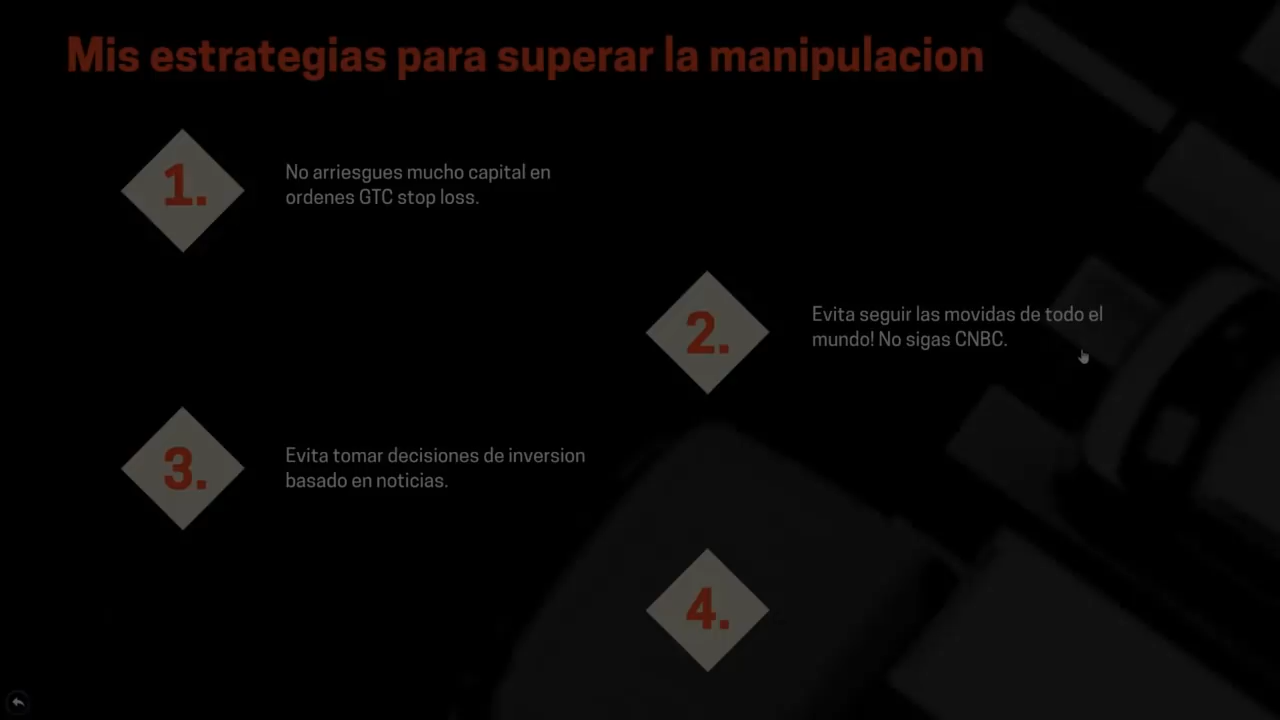 Mis estrategias para superar la manipulacion
1.
No arriesgues mucho capital en
ordenes GTC stop loss.
2.
Evita seguir las movidas de todo el
mundo! No sigas CNBC.
3.
Evita tomar decisiones de inversion
basado en noticias.
4.